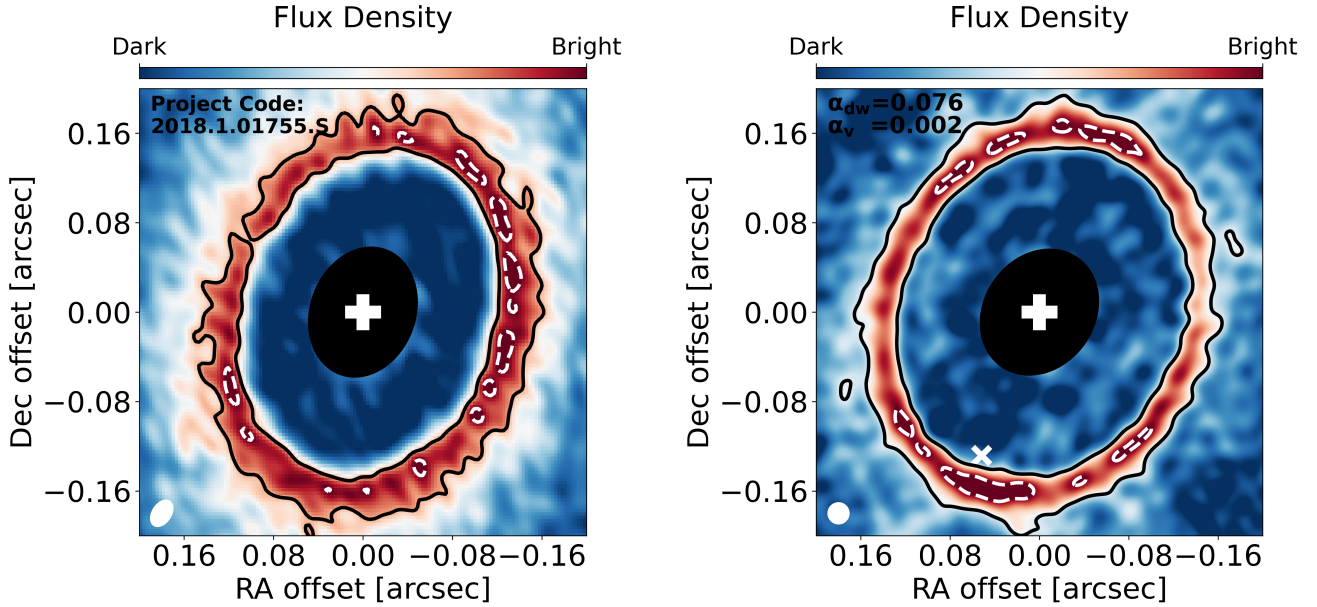 Flux Density
Dark Bright
Project Code:
2018.1.01755.S
0.16
0.08
0.00
−0.08
−0.16
Dec offset [arcsec]
0.16 0.08 0.00 −0.08 −0.16
RA offset [arcsec]
Flux Density
Dark Bright
αdw=0.076
αv =0.002
0.16
0.08
0.00
−0.08
−0.16
Dec offset [arcsec]
0.16 0.08 0.00 −0.08 −0.16
RA offset [arcsec]